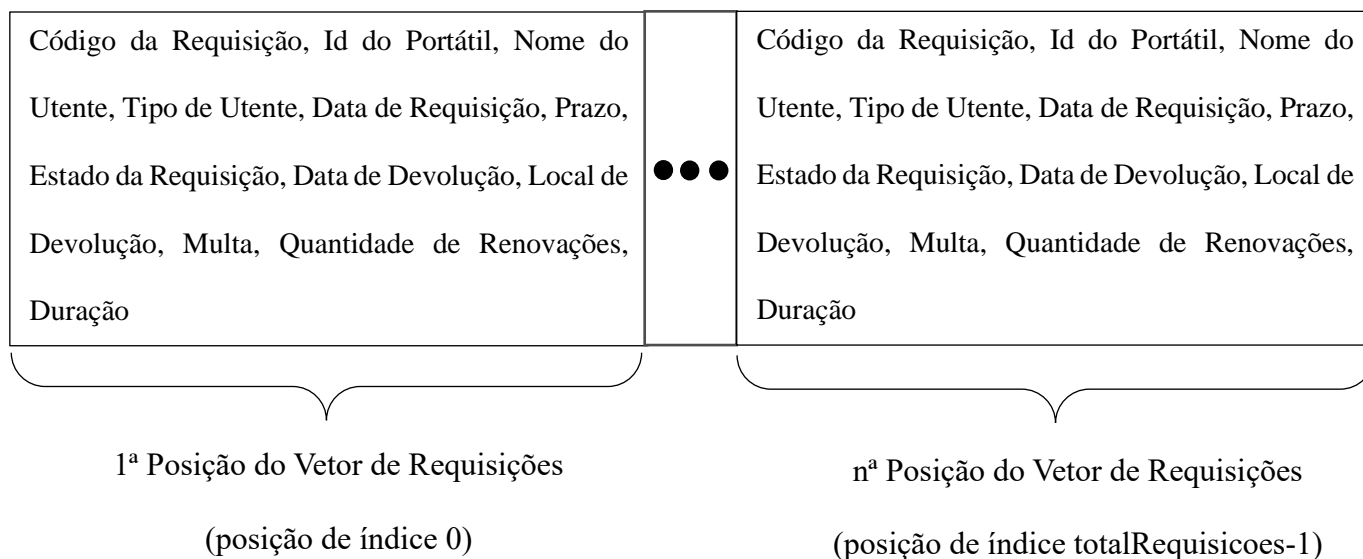 Código da Requisição, Id do Portátil, Nome do
Utente, Tipo de Utente, Data de Requisição, Prazo,
Estado da Requisição, Data de Devolução, Local de
Devolução, Multa, Quantidade de Renovações,
Duração
Código da Requisição, Id do Portátil, Nome do
Utente, Tipo de Utente, Data de Requisição, Prazo,
Estado da Requisição, Data de Devolução, Local de
Devolução, Multa, Quantidade de Renovações,
Duração
1ª Posição do Vetor de Requisições
(posição de índice 0)
nª Posição do Vetor de Requisições
(posição de índice totalRequisicoes-1)